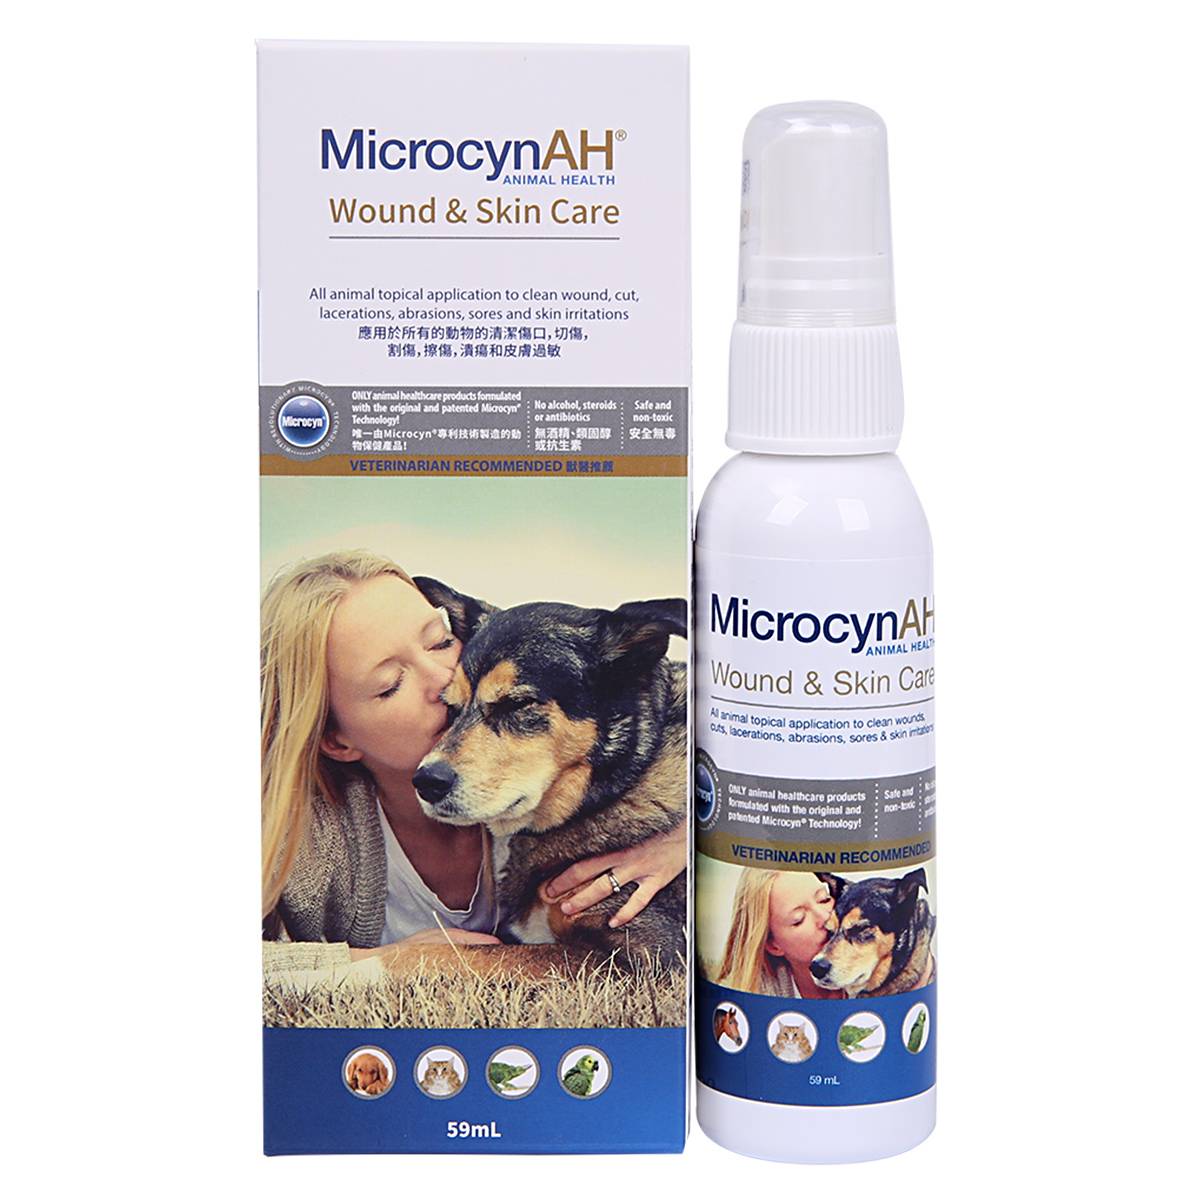 MicrocynAH®
ANIMAL HEALTH
Wound & Skin Care
All animal topical application to clean wound, cut,
lacerations, abrasions, sores and skin irritations
應用於所有的動物的清潔傷口，切傷，
割傷，擦傷，潰瘍和皮膚過敏
WITH REVOLUTIONARY MICROCYN® TECHNOLOGY
Microcyn®
ONLY animal healthcare products formulated
with the original and patented Microcyn®
Technology!
唯一由Microcyn®專利技術製造的動
物保健產品！
No alcohol, steroids
or antibiotics
無酒精、類固醇
或抗生素
Safe and
non-toxic
安全無毒
VETERINARIAN RECOMMENDED 獸醫推薦
59mL
MicrocynAH
ANIMAL HEALTH
Wound & Skin Care
All animal topical application to clean wounds,
cuts, lacerations, abrasions, sores & skin irritations
ONLY animal healthcare products
formulated with the original and
patented Microcyn® Technology!
Safe and
non-toxic
VETERINARIAN RECOMMENDED
59 mL